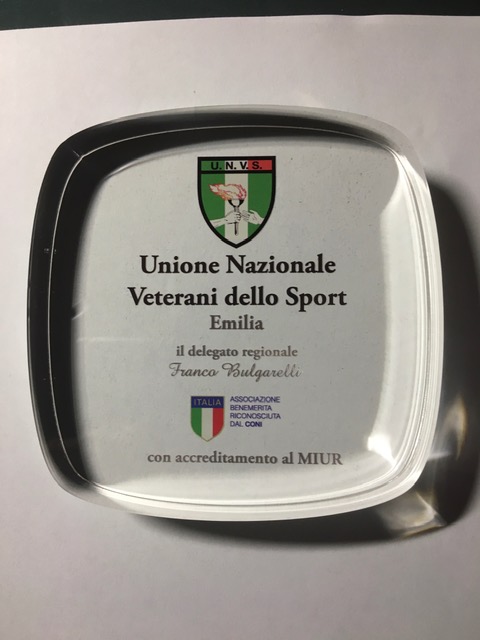 U.N.V.S.
Unione Nazionale
Veterani dello Sport
Emilia
il delegato regionale
Franco Bulgarelli
ITALIA
ASSOCIAZIONE
BENEMERITA
RICONOSCIUTA
DAL CONI
con accreditamento al MIUR